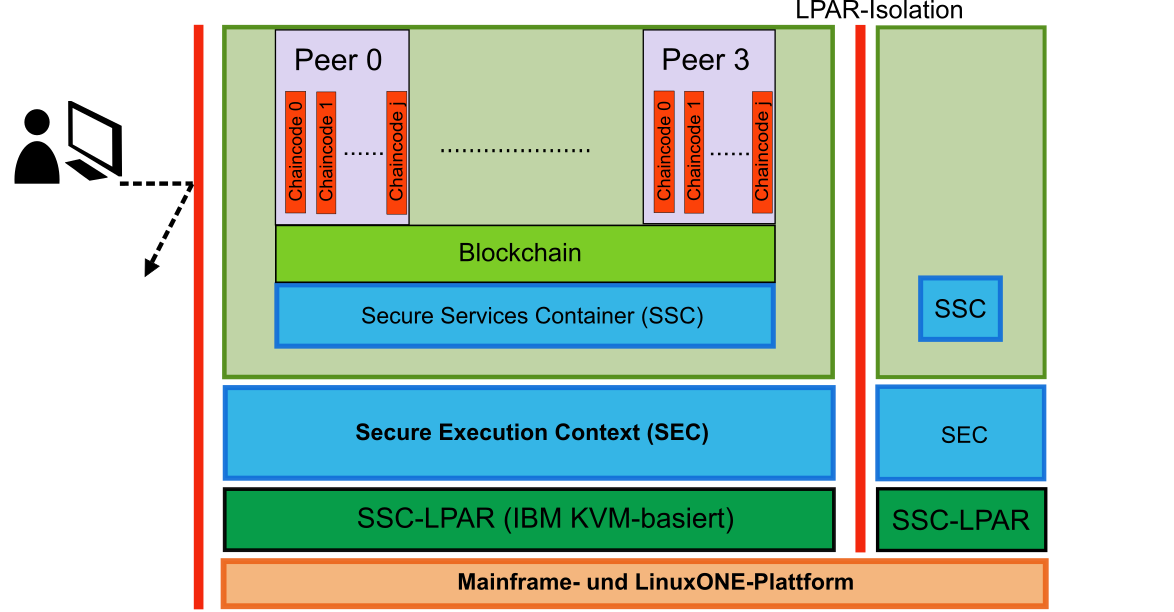 LPAR-Isolation
Peer 0
Peer 3
Chaincode 0
Chaincode 1
......
Chaincode j
.....................
Chaincode 0
Chaincode 1
......
Chaincode j
Blockchain
Secure Services Container (SSC)
SSC
Secure Execution Context (SEC)
SEC
SSC-LPAR (IBM KVM-basiert)
SSC-LPAR
Mainframe- und LinuxONE-Plattform